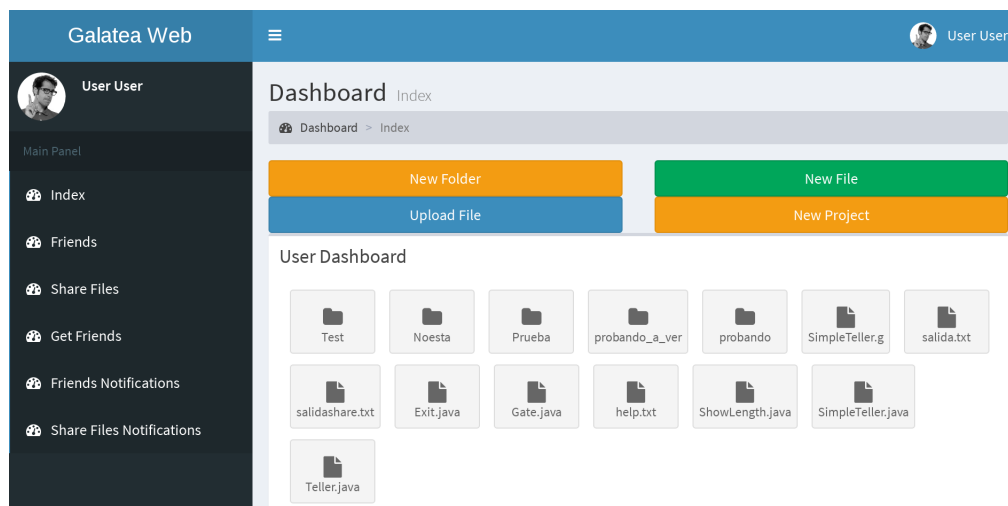 Galatea Web
User User
User User
Main Panel
Index
Friends
Share Files
Get Friends
Friends Notifications
Share Files Notifications
Dashboard Index
Dashboard > Index
New Folder
New File
Upload File
New Project
User Dashboard
Test
Noesta
Prueba
probando_a_ver
probando
SimpleTeller.g
salida.txt
salidashare.txt
Exit.java
Gate.java
help.txt
ShowLength.java
SimpleTeller.java
Teller.java